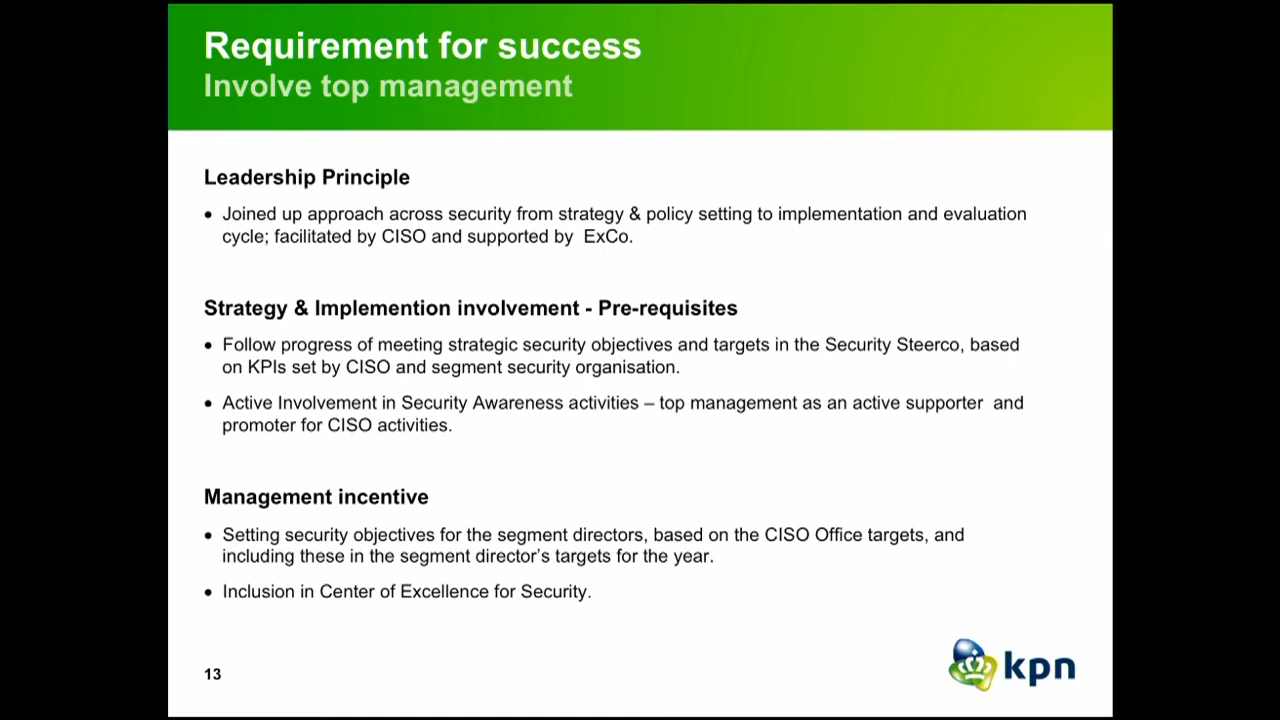 Requirement for success
Involve top management
Leadership Principle
• Joined up approach across security from strategy & policy setting to implementation and evaluation
cycle; facilitated by CISO and supported by  ExCo.
Strategy & Implemention involvement - Pre-requisites
• Follow progress of meeting strategic security objectives and targets in the Security Steerco, based
on KPIs set by CISO and segment security organisation.
• Active Involvement in Security Awareness activities – top management as an active supporter  and
promoter for CISO activities.
Management incentive
• Setting security objectives for the segment directors, based on the CISO Office targets, and
including these in the segment director’s targets for the year.
• Inclusion in Center of Excellence for Security.
13
kpn